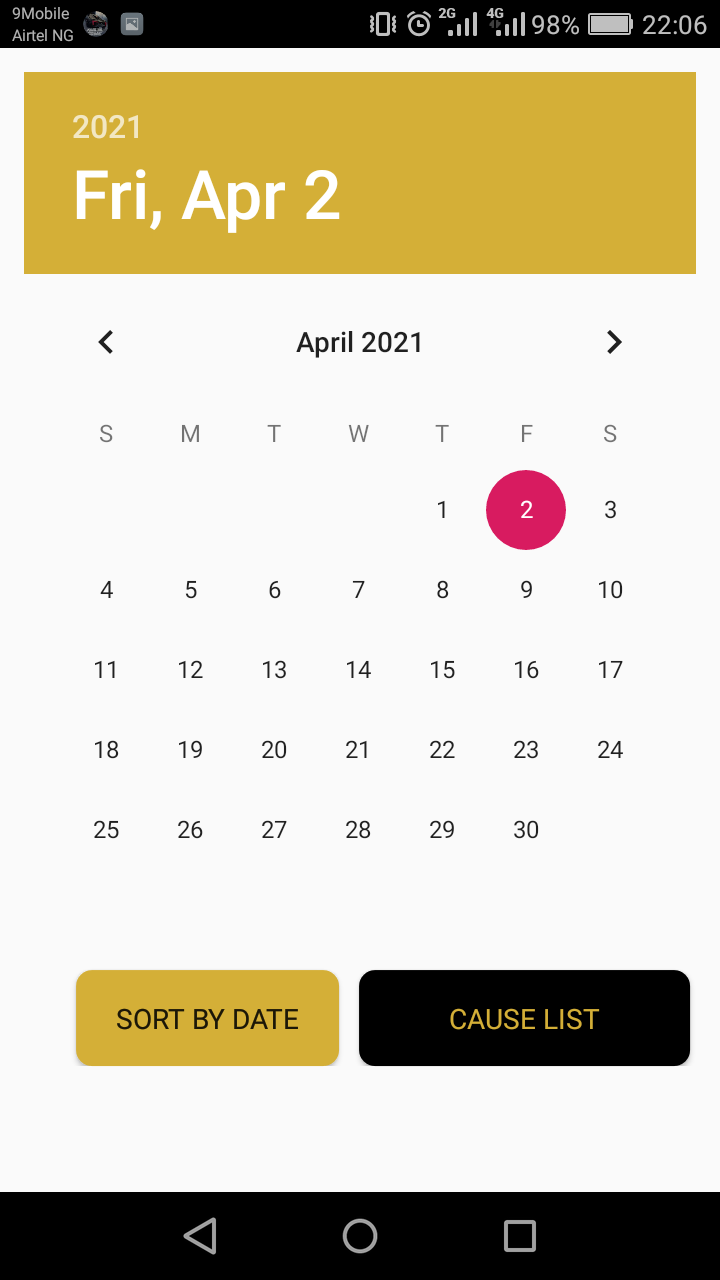 9Mobile
Airtel NG
2G 4G 98% 22:06
2021
Fri, Apr 2
April 2021
S M T W T F S
1 2 3
4 5 6 7 8 9 10
11 12 13 14 15 16 17
18 19 20 21 22 23 24
25 26 27 28 29 30
SORT BY DATE CAUSE LIST